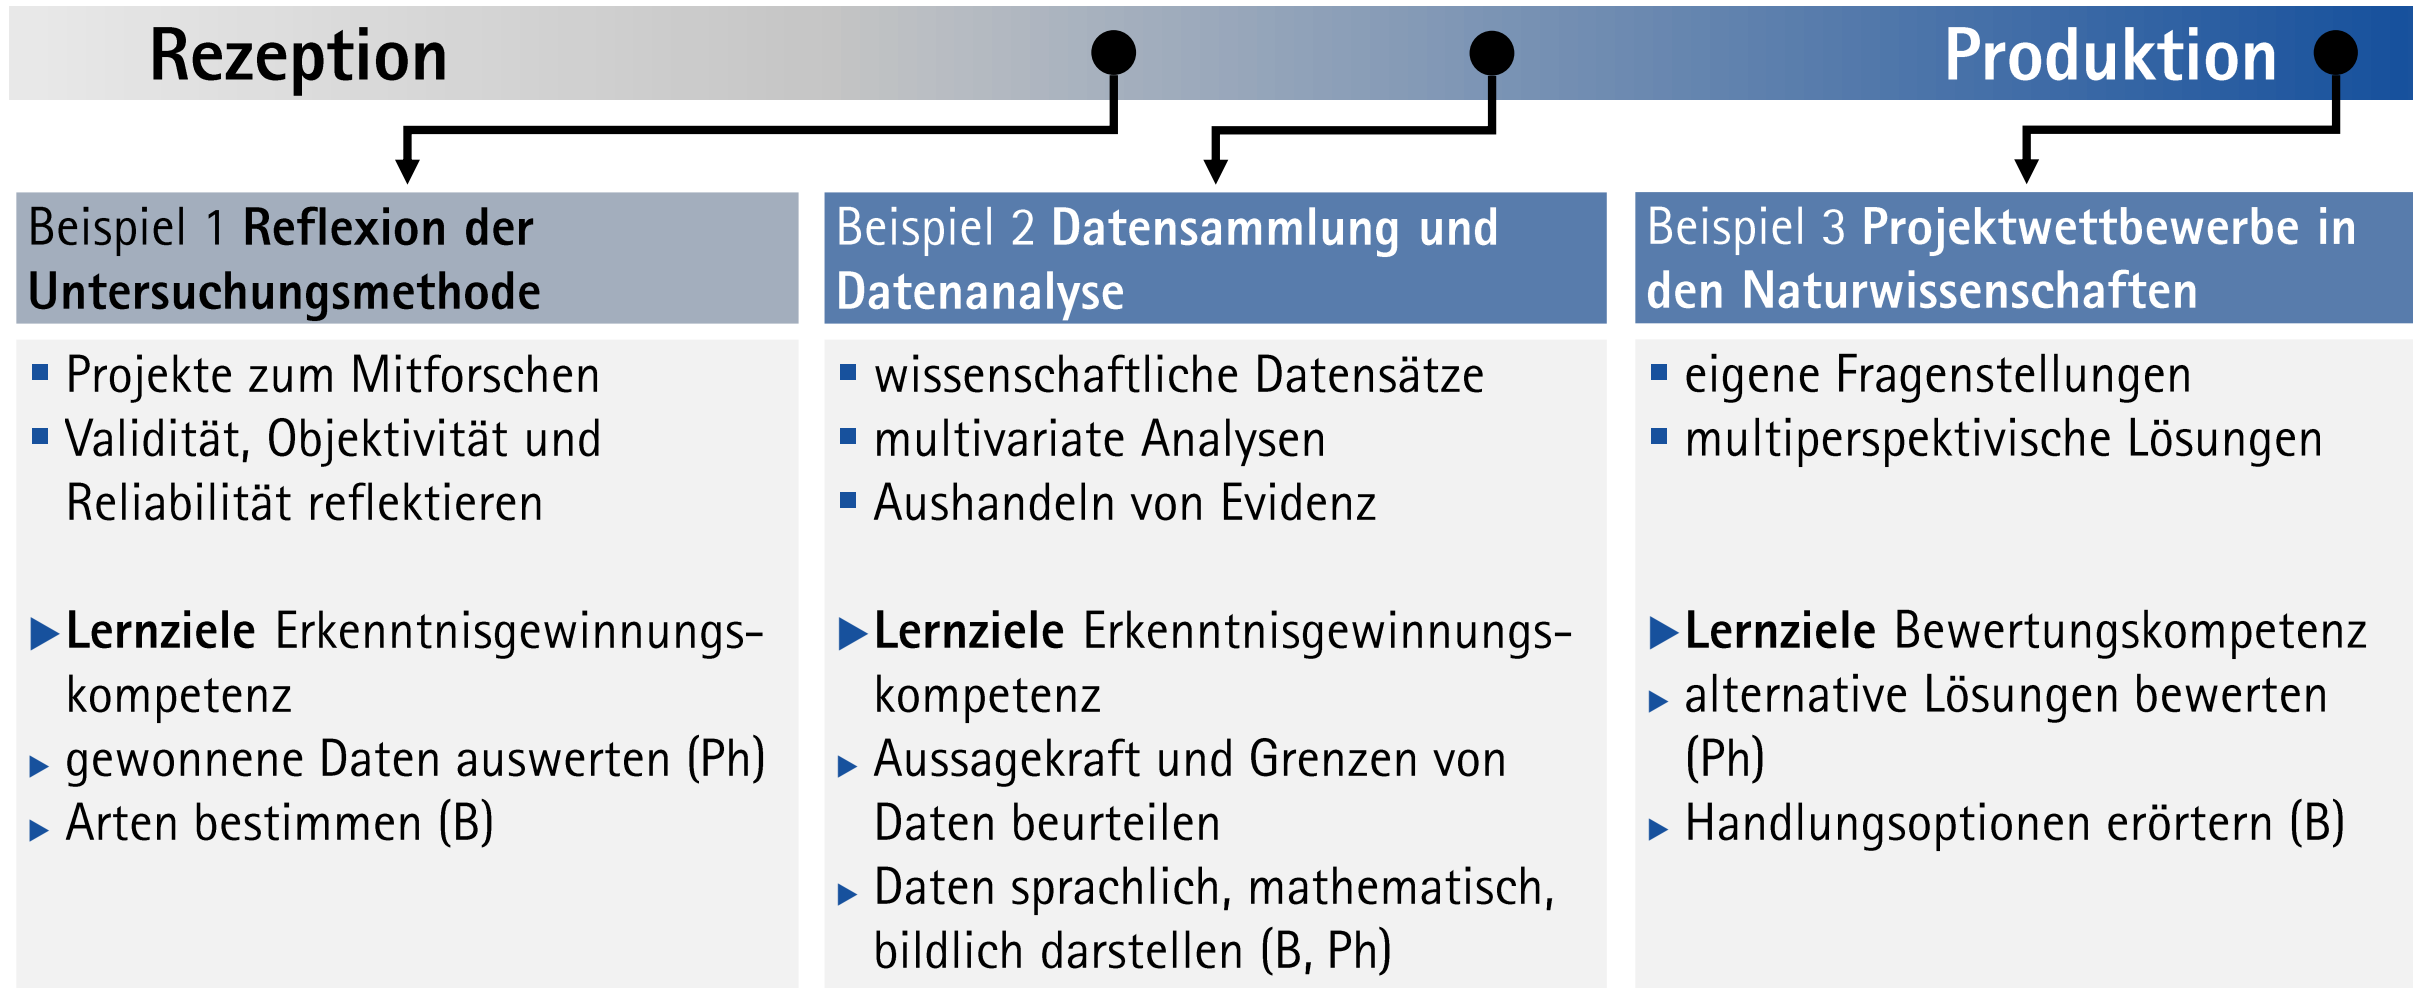 Rezeption
Produktion
Beispiel 1 Reflexion der
Untersuchungsmethode
Projekte zum Mitforschen
Validität, Objektivität und
Reliabilität reflektieren
Lernziele Erkenntnisgewinnungs-
kompetenz
gewonnene Daten auswerten (Ph)
Arten bestimmen (B)
Beispiel 2 Datensammlung und
Datenanalyse
wissenschaftliche Datensätze
multivariate Analysen
Aushandeln von Evidenz
Lernziele Erkenntnisgewinnungs-
kompetenz
Aussagekraft und Grenzen von
Daten beurteilen
Daten sprachlich, mathematisch,
bildlich darstellen (B, Ph)
Beispiel 3 Projektwettbewerbe in
den Naturwissenschaften
eigene Fragenstellungen
multiperspektivische Lösungen
Lernziele Bewertungskompetenz
alternative Lösungen bewerten
(Ph)
Handlungsoptionen erörtern (B)